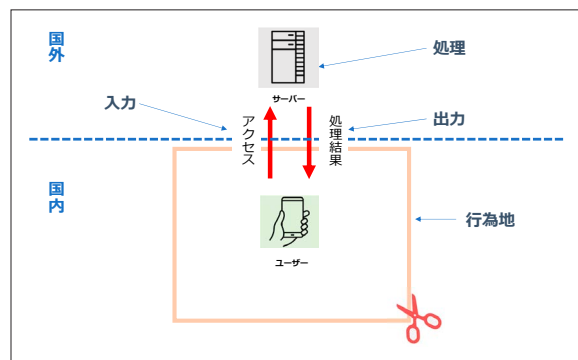 国外
処理
サーバー
入力
アクセス
処理結果
出力
国内
行為地
ユーザー